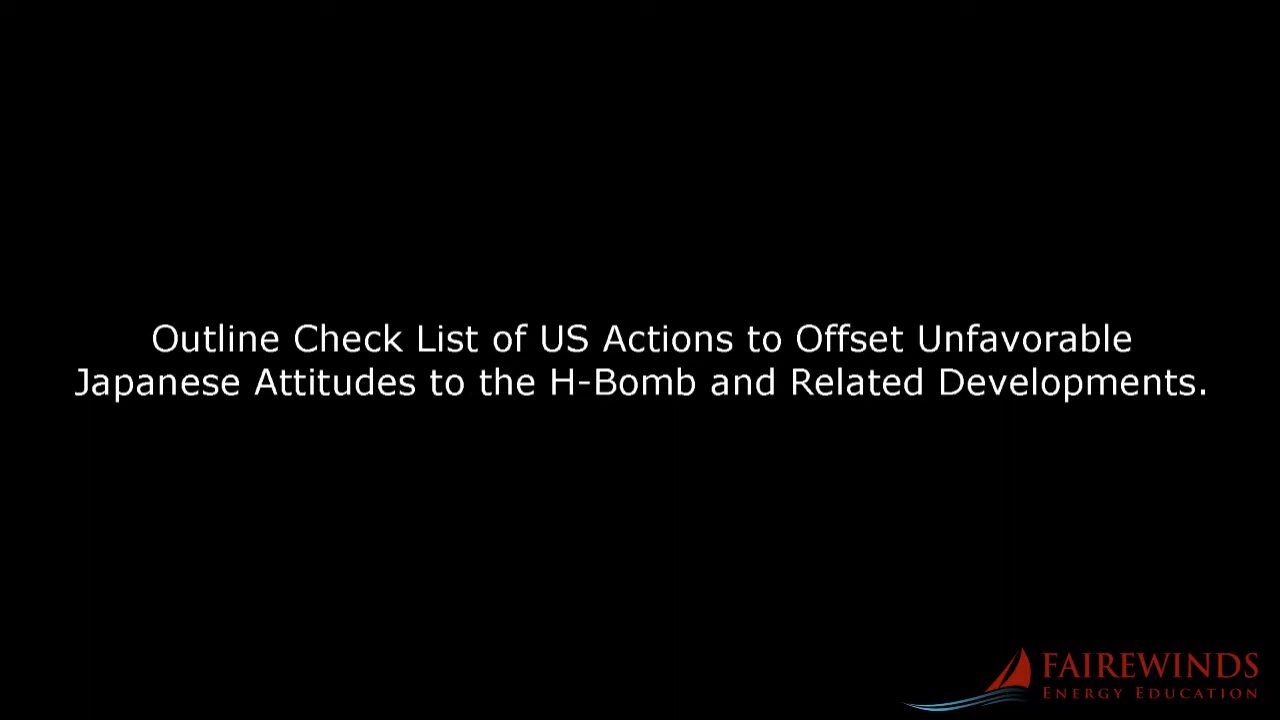 Outline Check List of US Actions to Offset Unfavorable
Japanese Attitudes to the H-Bomb and Related Developments.
FAIREWINDS
ENERGY EDUCATION